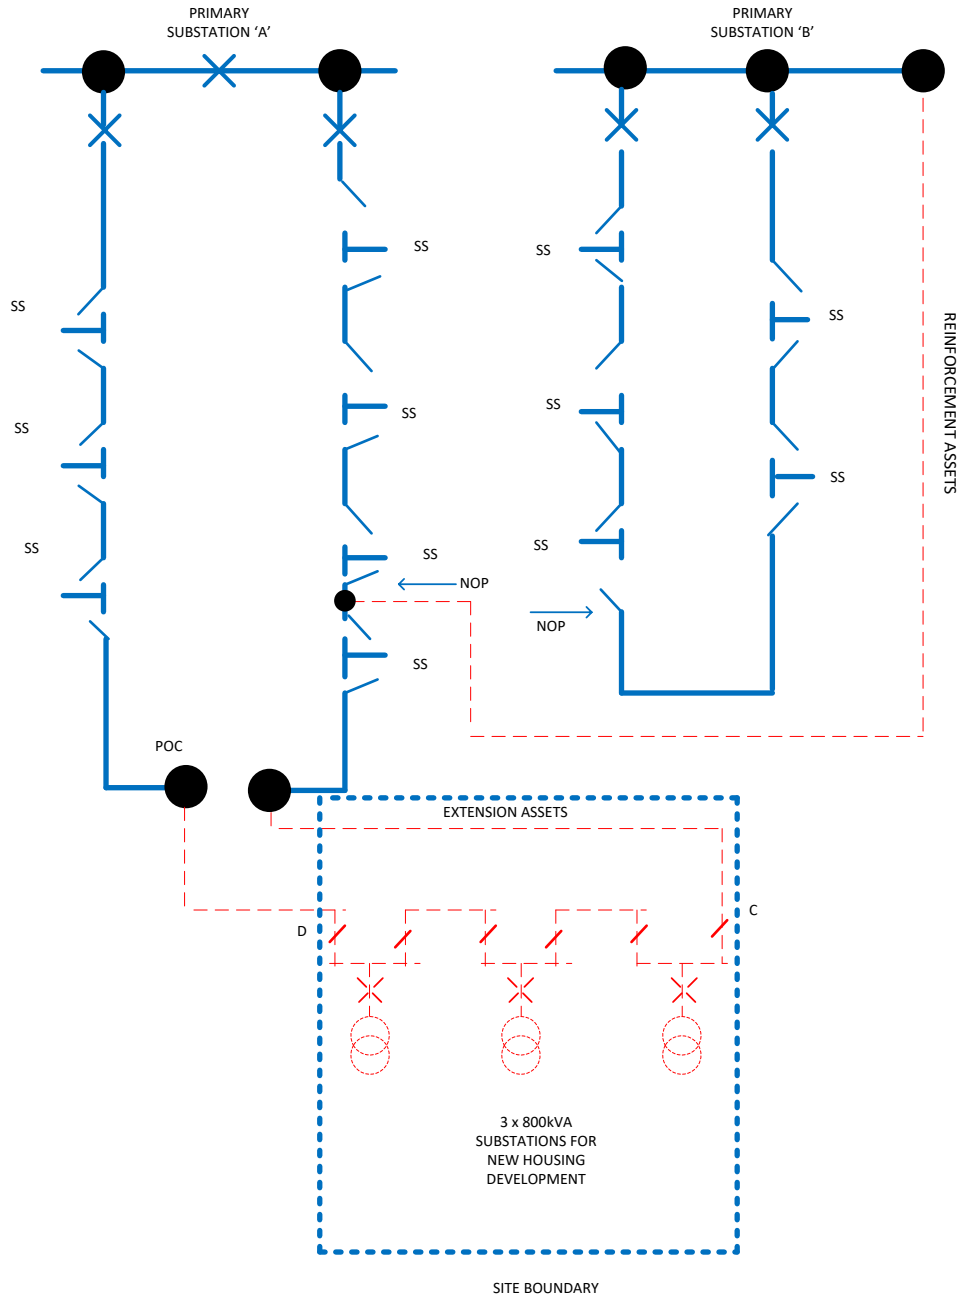 PRIMARY
SUBSTATION ‘A’
PRIMARY
SUBSTATION ‘B’
SS
SS
SS
SS
SS
SS
SS
SS
SS
SS
SS
SS
NOP
NOP
REINFORCEMENT ASSETS
POC
EXTENSION ASSETS
D
C
3 x 800kVA
SUBSTATIONS FOR
NEW HOUSING
DEVELOPMENT
SITE BOUNDARY